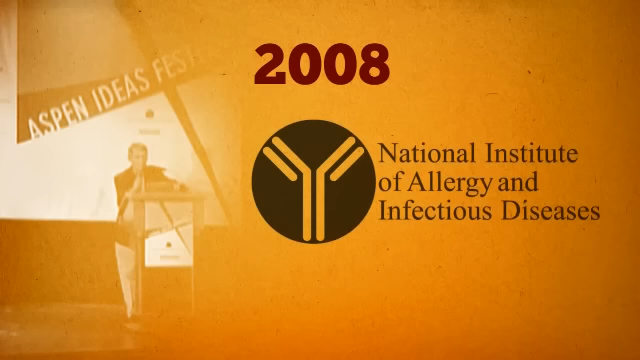 2008
ASPEN IDEAS FEST
National Institute
of Allergy and
Infectious Diseases